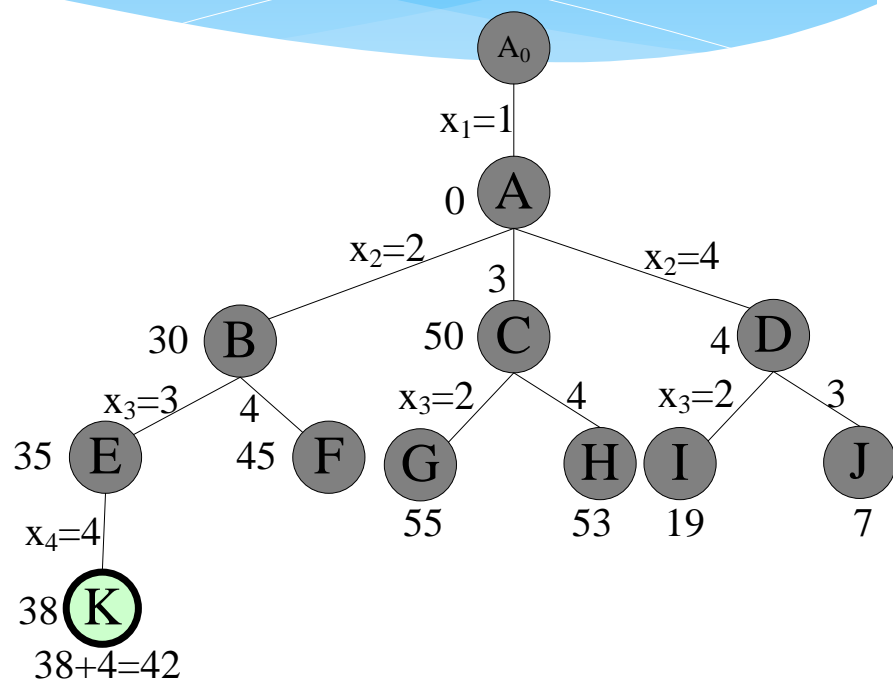 A₀
x₁=1
0 A
x₂=2
3
x₂=4
30 B
50 C
4 D
x₃=3
4
x₃=2
4
x₃=2
3
35 E
45 F
G
H
I
J
55
53
19
7
x₄=4
38 K
38+4=42